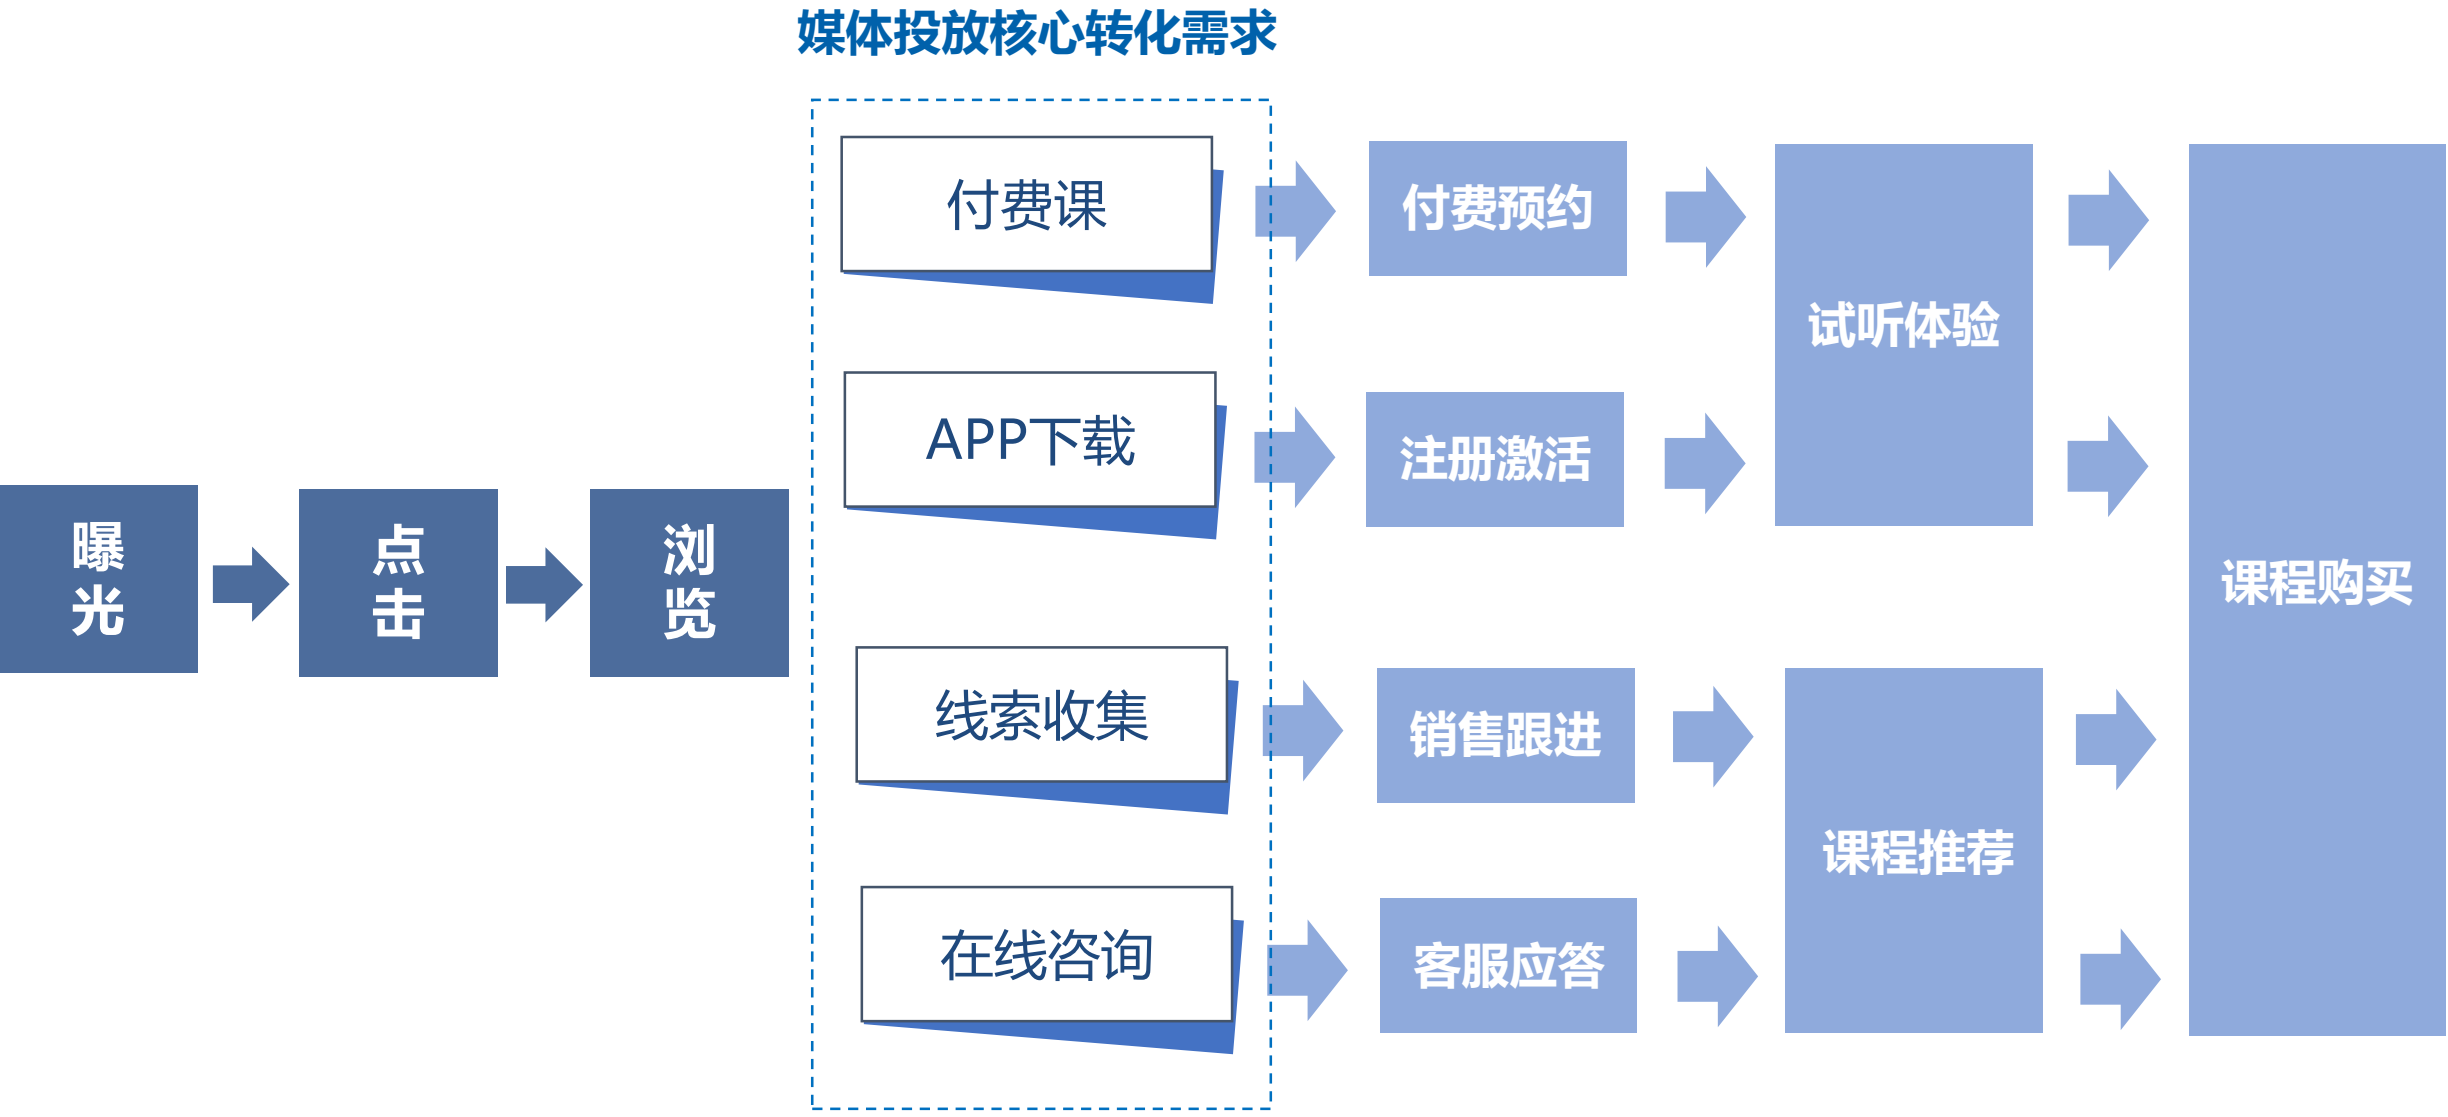 媒体投放核心转化需求
曝
光
点
击
浏
览
付费课
付费预约
APP下载
注册激活
试听体验
线索收集
销售跟进
在线咨询
客服应答
课程推荐
课程购买